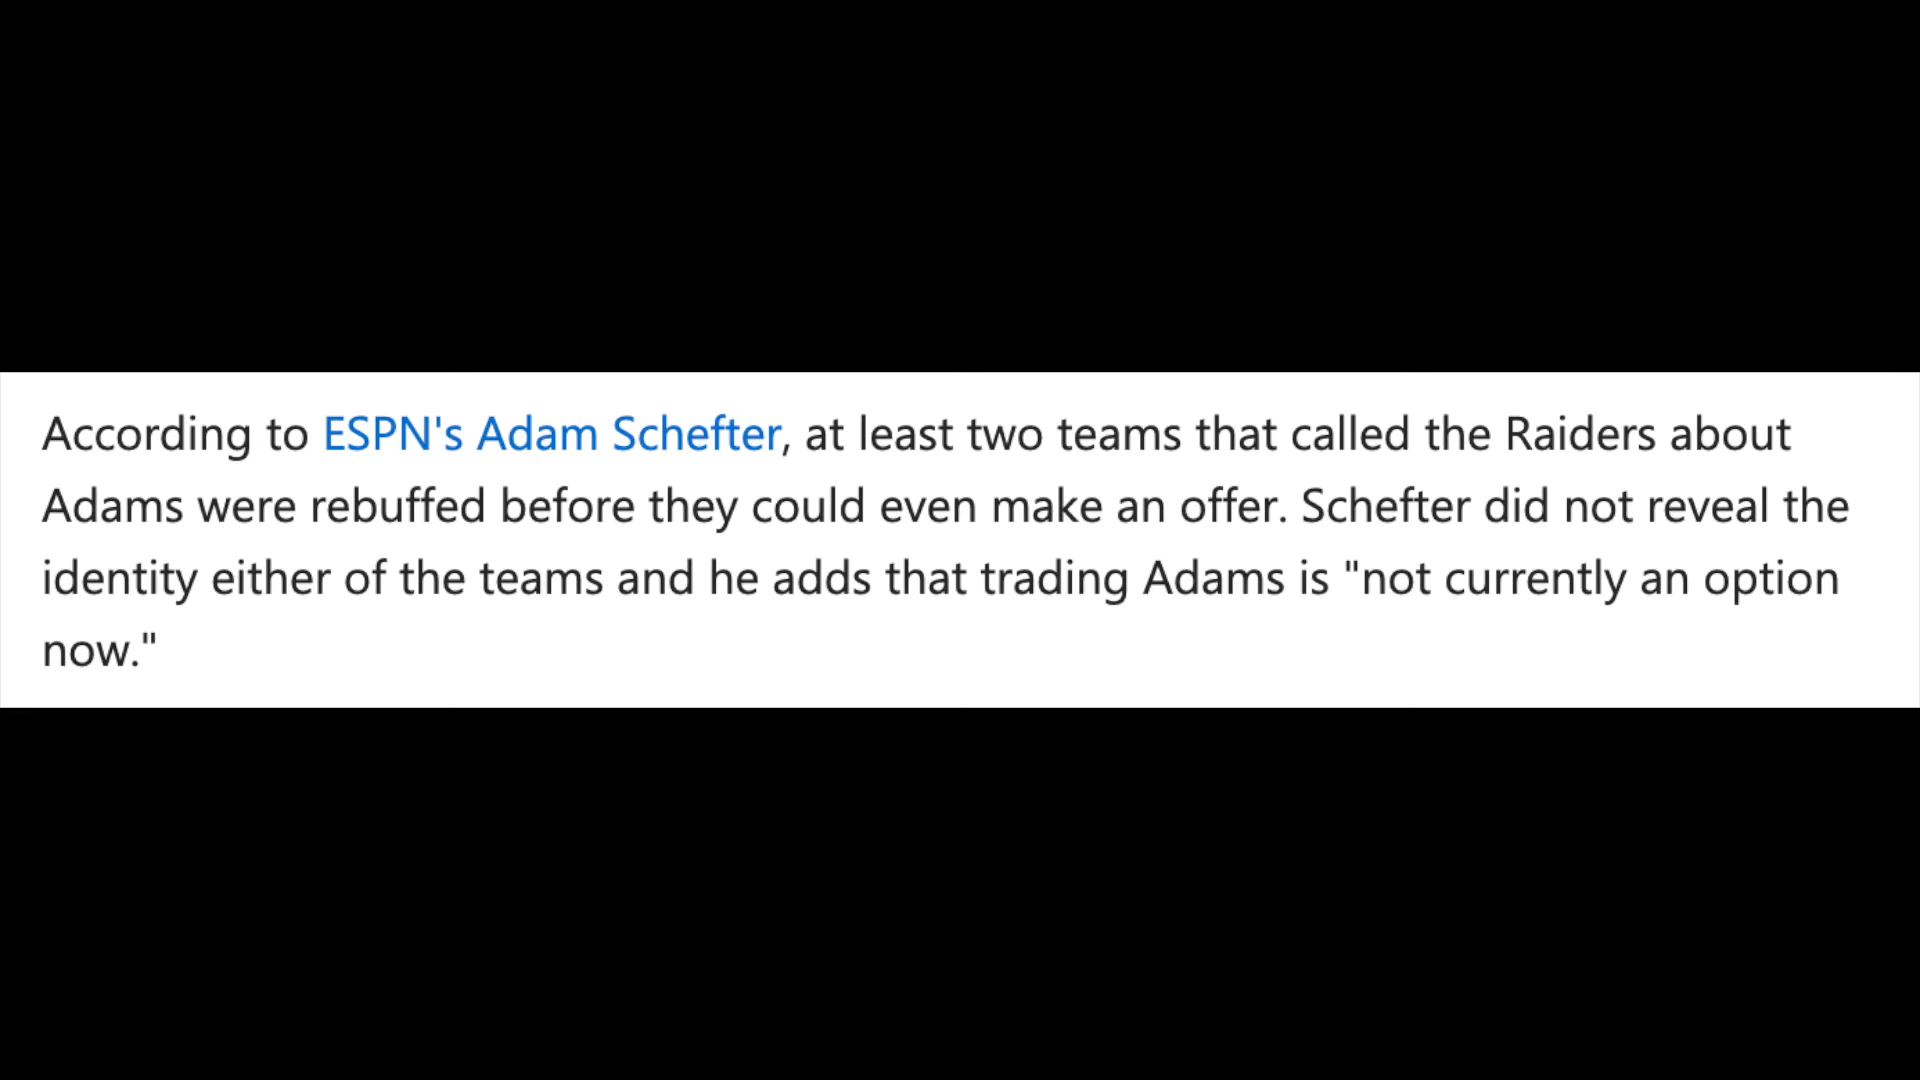 According to ESPN's Adam Schefter, at least two teams that called the Raiders about
Adams were rebuffed before they could even make an offer. Schefter did not reveal the
identity either of the teams and he adds that trading Adams is "not currently an option
now."